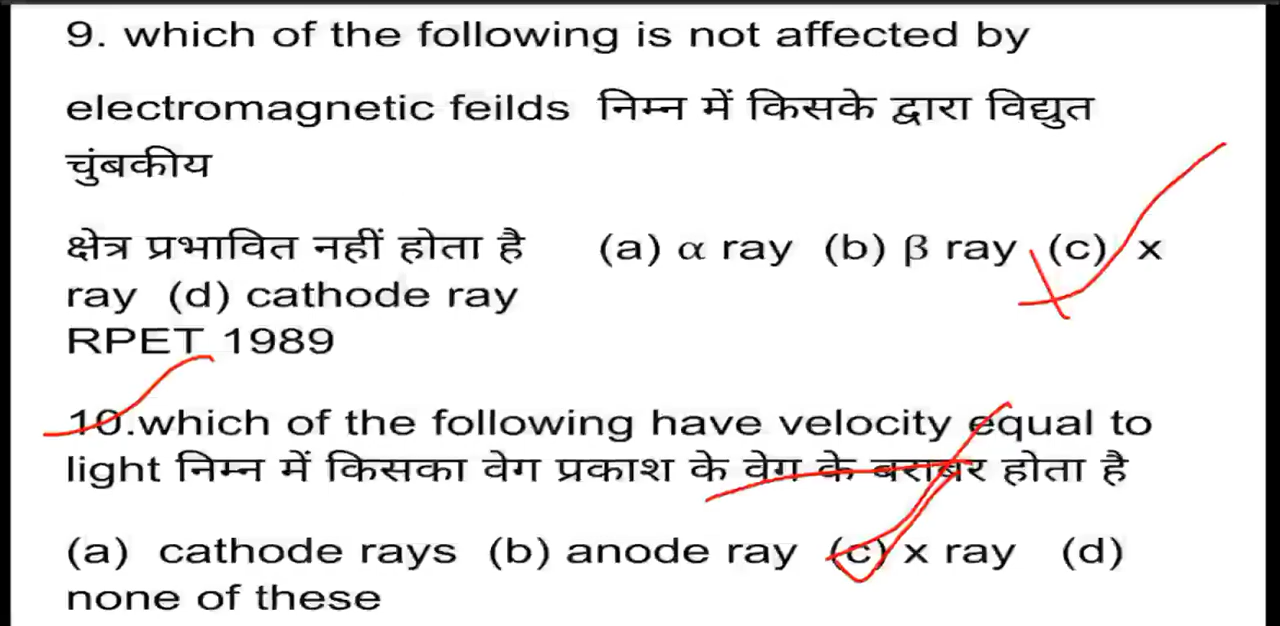 9. which of the following is not affected by
electromagnetic feilds निम्न में किसके द्वारा विद्युत
चुंबकीय
क्षेत्र प्रभावित नहीं होता है (a) α ray (b) β ray (c) x
ray (d) cathode ray
RPET 1989
10.which of the following have velocity equal to
light निम्न में किसका वेग प्रकाश के वेग के बराबर होता है
(a) cathode rays (b) anode ray (c) x ray (d)
none of these